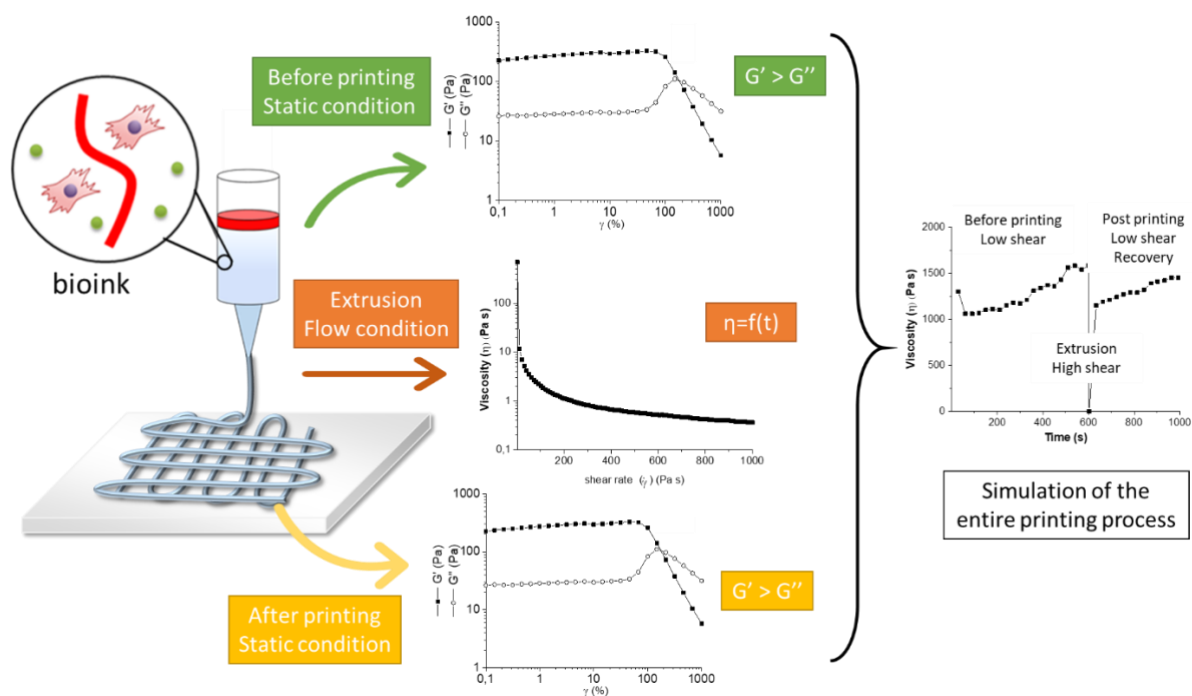 bioink
Before printing
Static condition
Extrusion
Flow condition
After printing
Static condition
G' (Pa)
G'' (Pa)
1000
100
10
1
0,1 1 10 100 1000
γ (%)
G' > G''
Viscosity (η) (Pa s)
100
10
1
0,1
200 400 600 800 1000
shear rate (γ̇) (Pa s)
η=f(t)
G' (Pa)
G'' (Pa)
1000
100
10
1
0,1 1 10 100 1000
γ (%)
G' > G''
Before printing
Low shear
Post printing
Low shear
Recovery
Extrusion
High shear
Viscosity (η) (Pa s)
2000
1500
1000
500
0
0 200 400 600 800 1000
Time (s)
Simulation of the
entire printing process